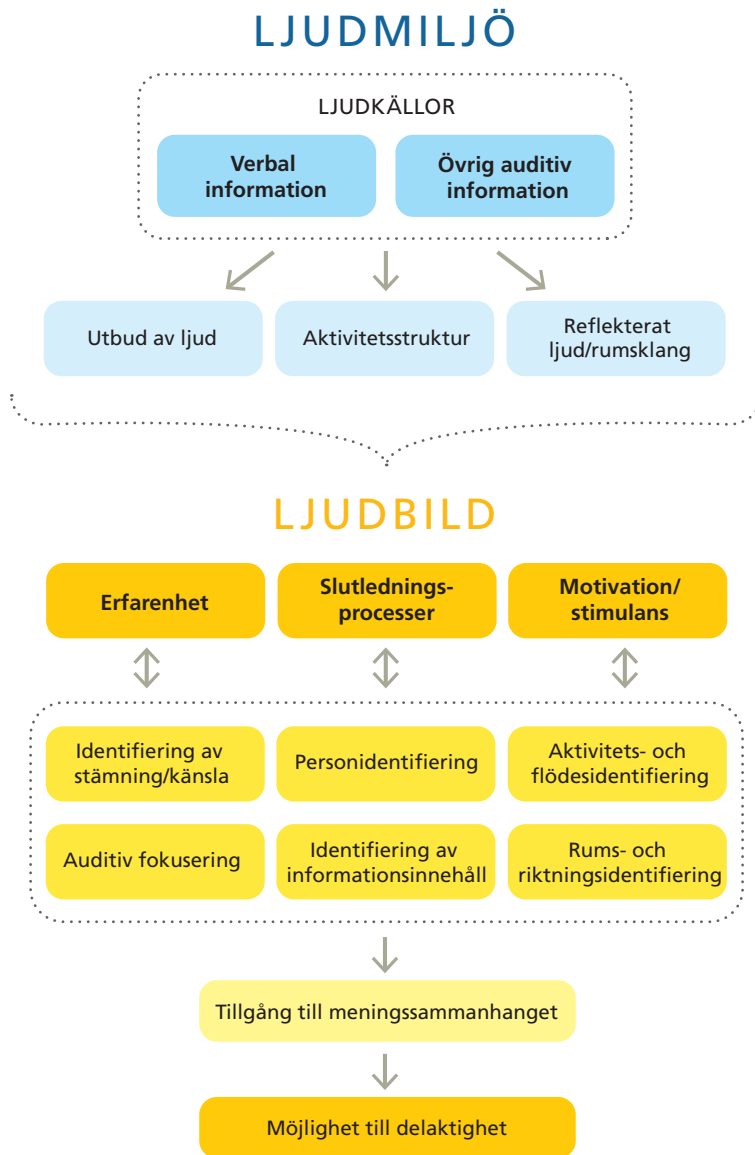 LJUDMILJÖ
LJUDKÄLLOR
Verbal
information
Övrig auditiv
information
Utbud av ljud
Aktivitetsstruktur
Reflekterat
ljud/rumsklang
LJUDBILD
Erfarenhet
Slutlednings-
processer
Motivation/
stimulans
Identifiering av
stämning/känsla
Personidentifiering
Aktivitets- och
flödesidentifiering
Auditiv fokusering
Identifiering av
informationsinnehåll
Rums- och
riktningsidentifiering
Tillgång till meningssammanhanget
Möjlighet till delaktighet